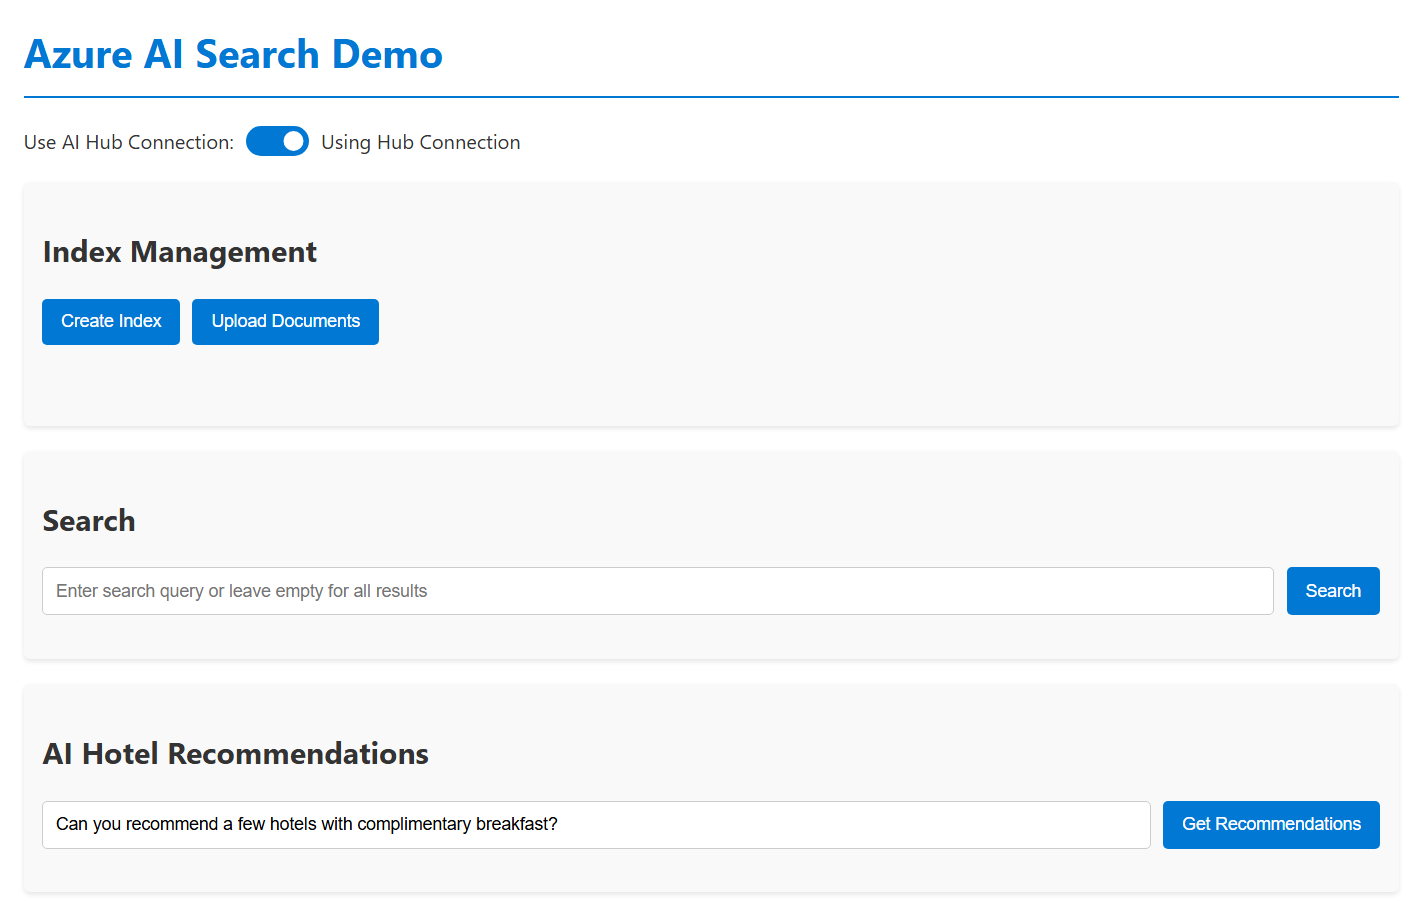 Azure AI Search Demo
Use AI Hub Connection: Using Hub Connection
Index Management
Create Index Upload Documents
Search
Enter search query or leave empty for all results Search
AI Hotel Recommendations
Can you recommend a few hotels with complimentary breakfast? Get Recommendations